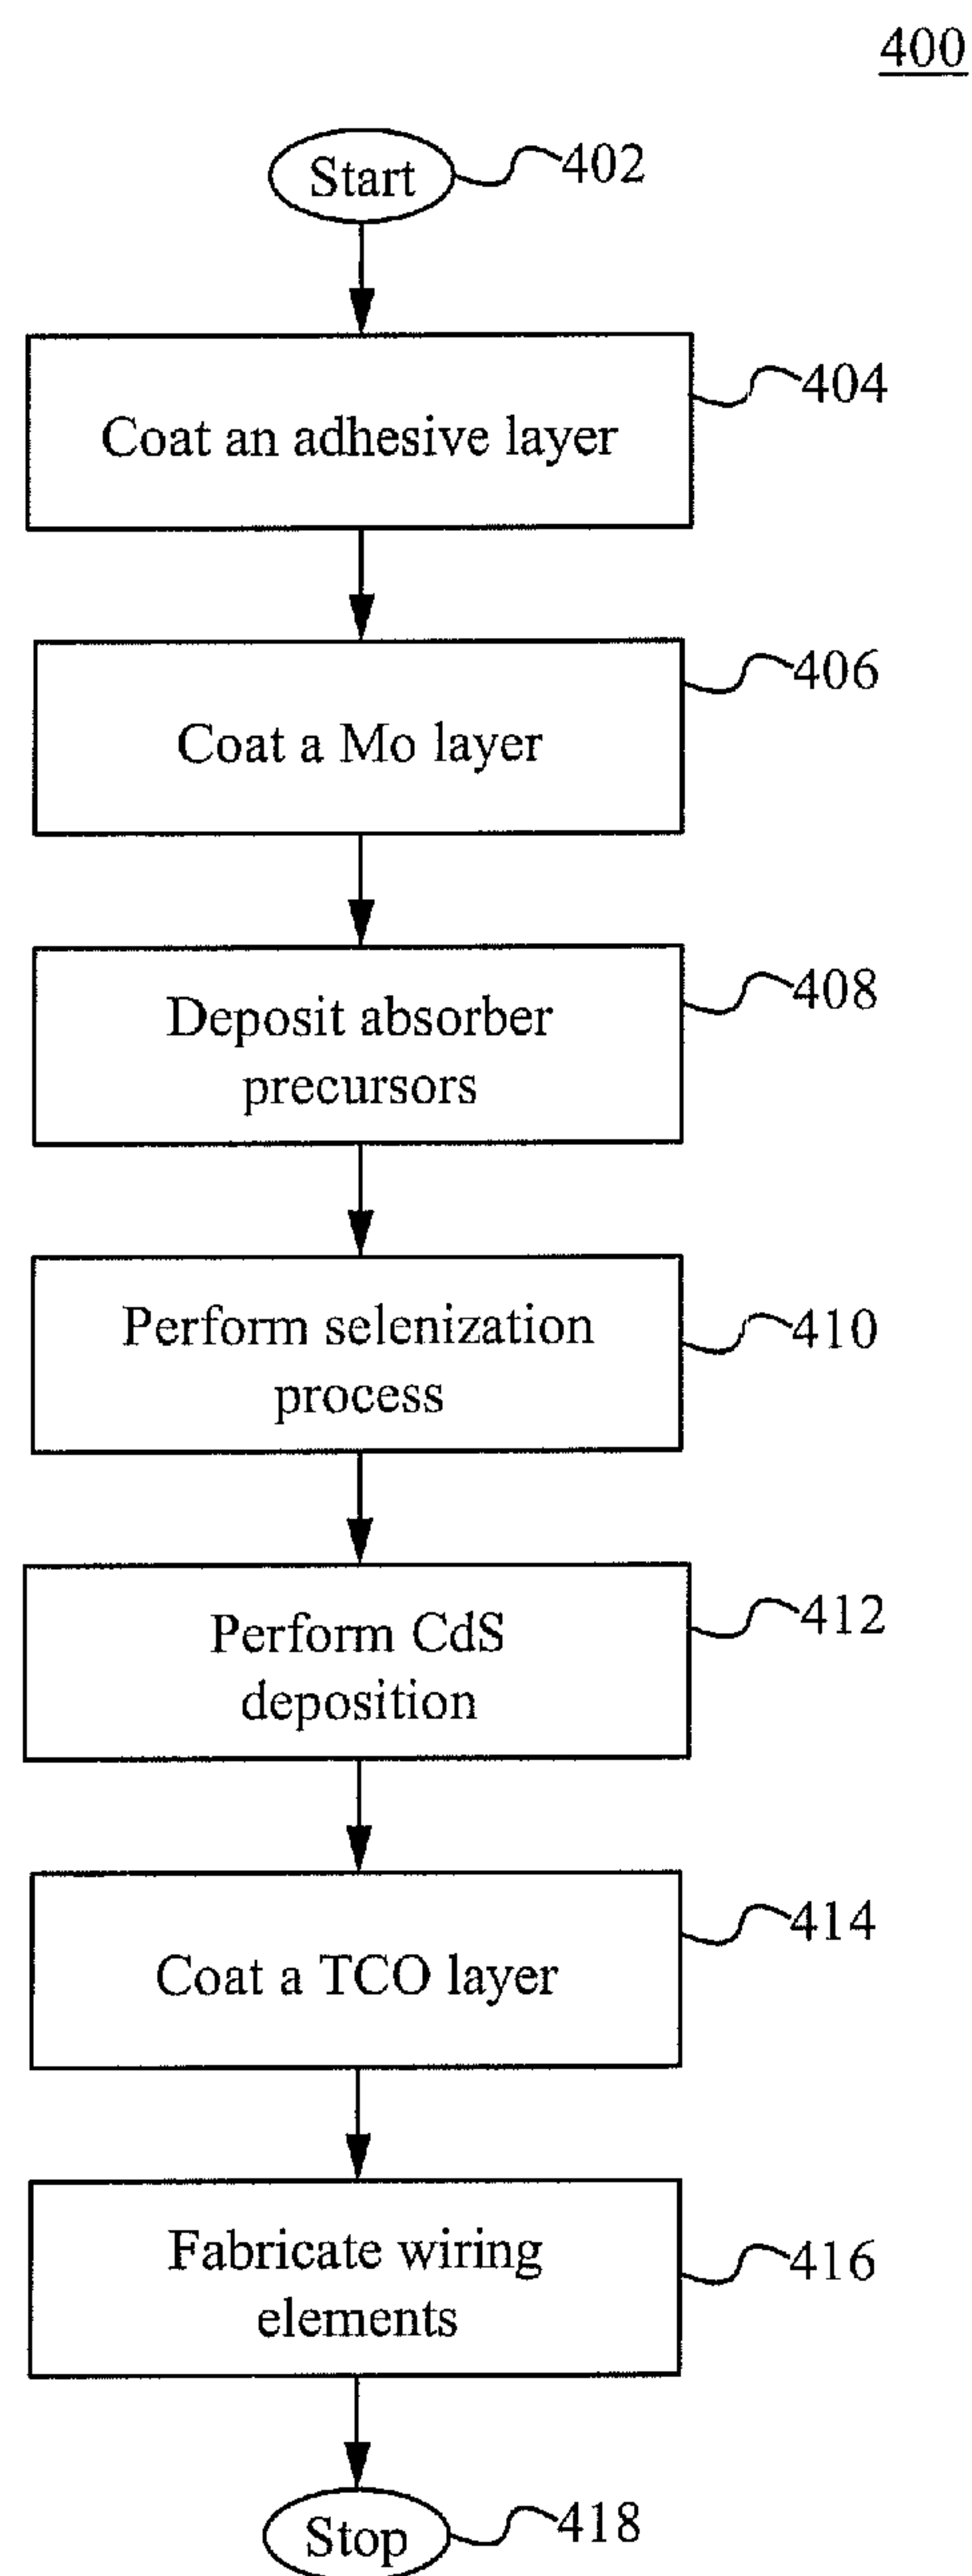 400
Start
402
Coat an adhesive layer
404
Coat a Mo layer
406
Deposit absorber
precursors
408
Perform selenization
process
410
Perform CdS
deposition
412
Coat a TCO layer
414
Fabricate wiring
elements
416
Stop
418